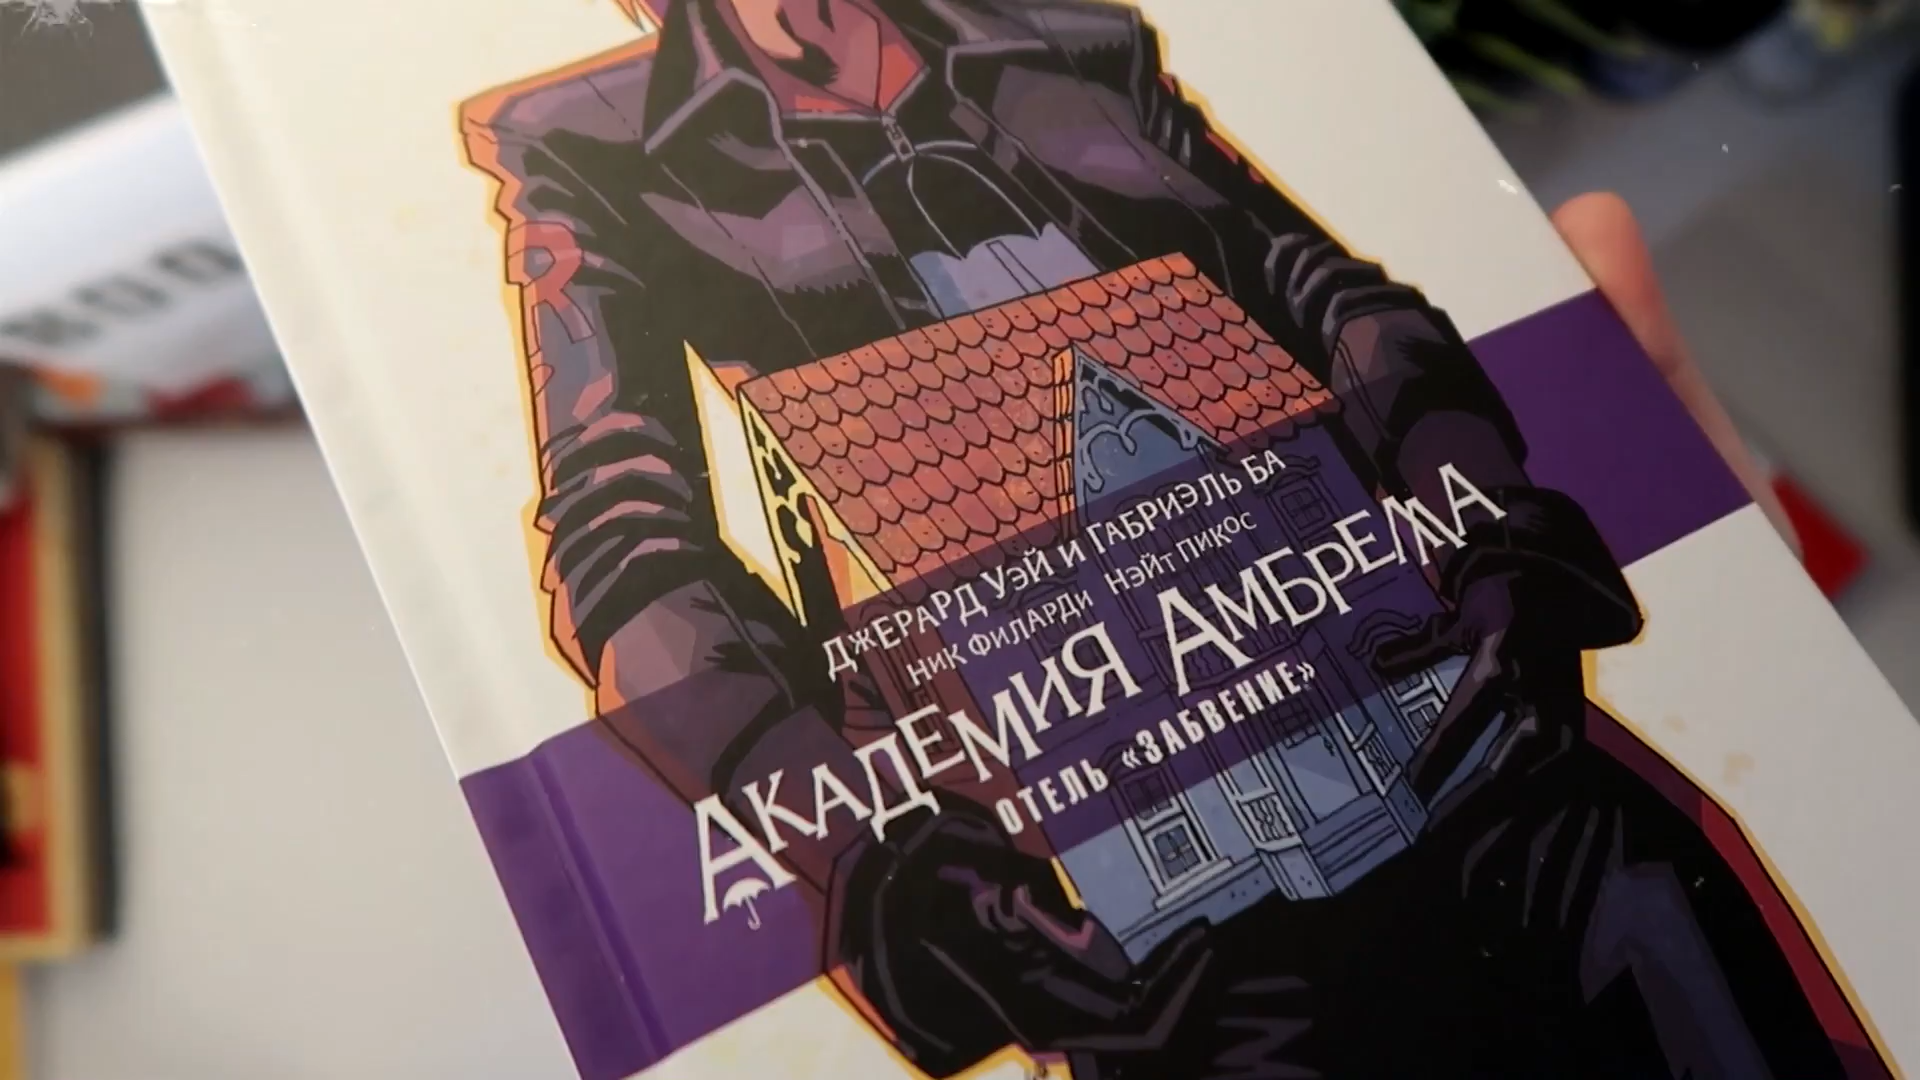 ДЖЕРАРД УЭЙ И ГАБРИЭЛЬ БА
НИК ФИЛАРДИ НЭЙТ ПИКОС
АКАДЕМИЯ АМБРЕЛЛА
ОТЕЛЬ «ЗАБВЕНИЕ»